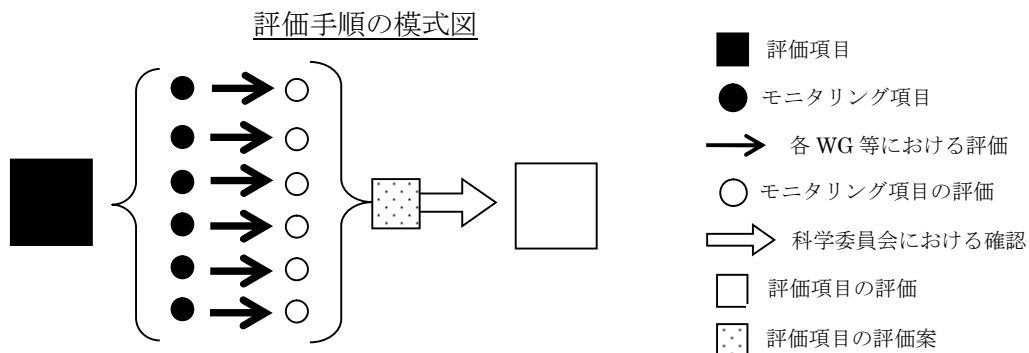 評価手順の模式図
評価項目
モニタリング項目
各 WG 等における評価
モニタリング項目の評価
科学委員会における確認
評価項目の評価
評価項目の評価案